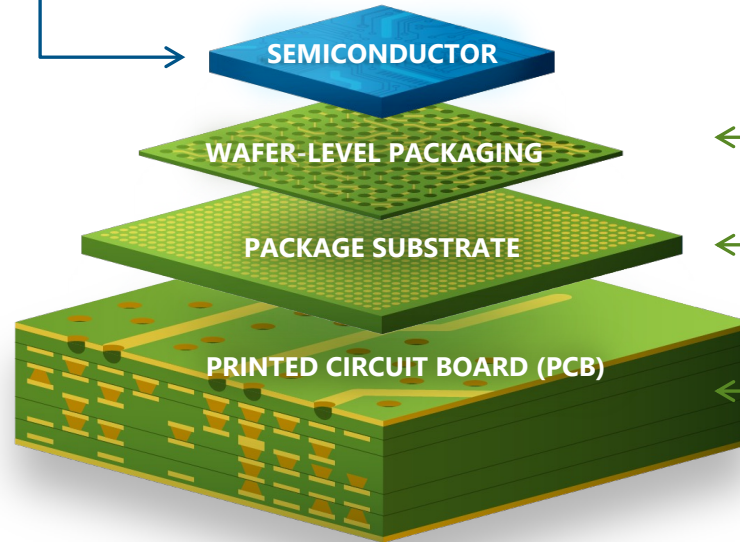 SEMICONDUCTOR
WAFER-LEVEL PACKAGING
PACKAGE SUBSTRATE
PRINTED CIRCUIT BOARD (PCB)